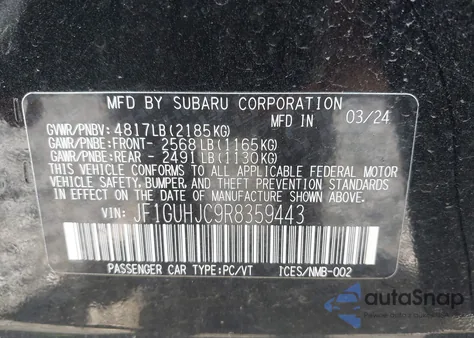 MFD BY SUBARU CORPORATION
MFD IN 03/24
GVWR/PNBV: 4817LB(2185KG)
GAWR/PNBE:FRONT- 2568LB(1165KG)
GAWR/PNBE:REAR - 2491LB(1130KG)
THIS VEHICLE CONFORMS TO ALL APPLICABLE FEDERAL MOTOR
VEHICLE SAFETY, BUMPER, AND THEFT PREVENTION STANDARDS
IN EFFECT ON THE DATE OF MANUFACTURE SHOWN ABOVE.
VIN: JF1GUHJC9R8359443
PASSENGER CAR TYPE:PC/VT ICES/NMB-002
autoSnap